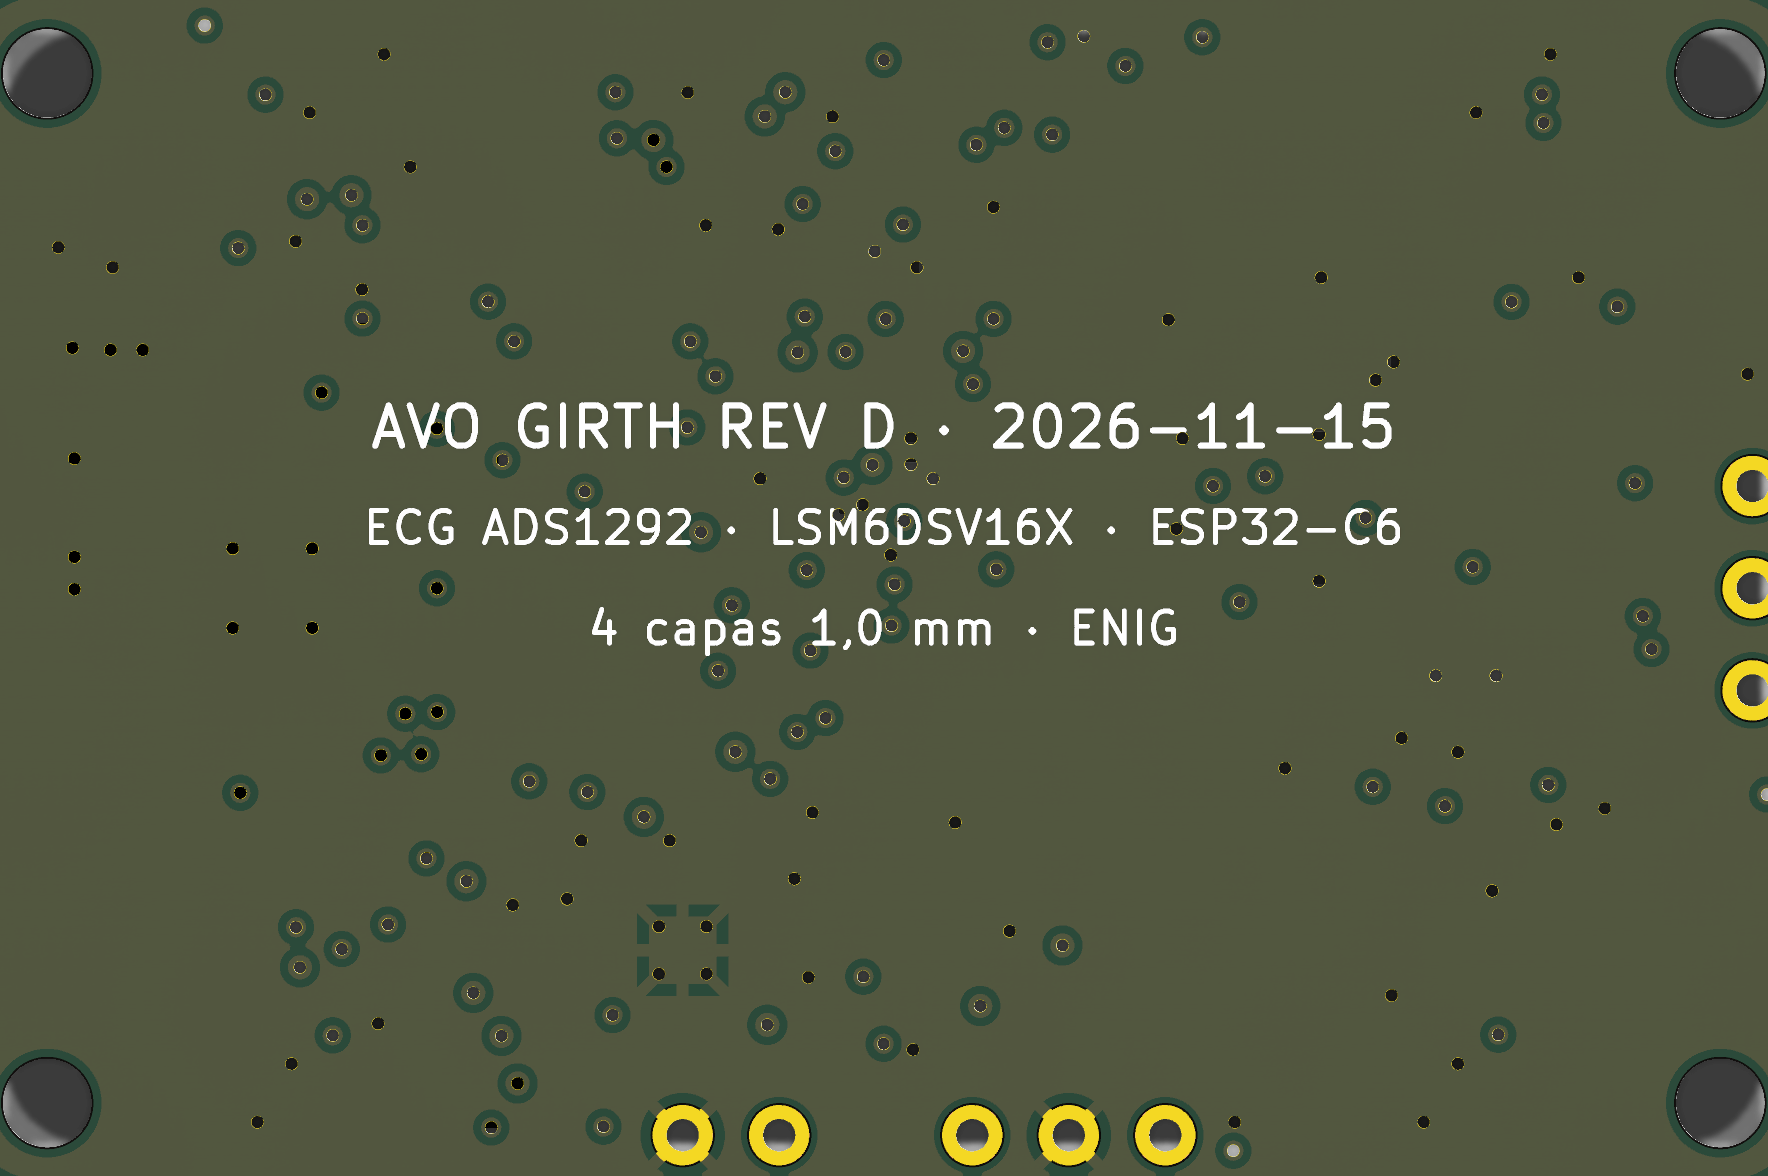 AVO GIRTH REV D · 2026-11-15
ECG ADS1292 · LSM6DSV16X · ESP32-C6
4 capas 1,0 mm · ENIG